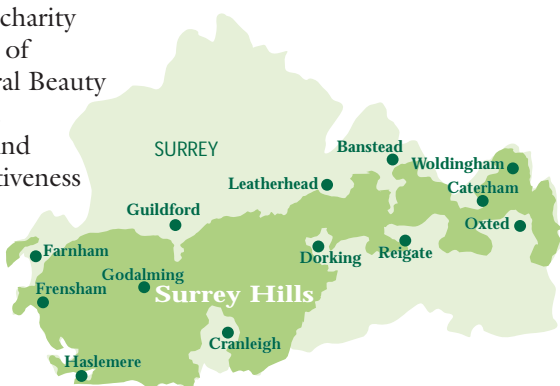 charity
of
ral Beauty
nd
tiveness
SURREY
Banstead
Woldingham
Leatherhead
Caterham
Guildford
Oxted
Farnham
Dorking
Reigate
Godalming
Frensham
Surrey Hills
Cranleigh
Haslemere